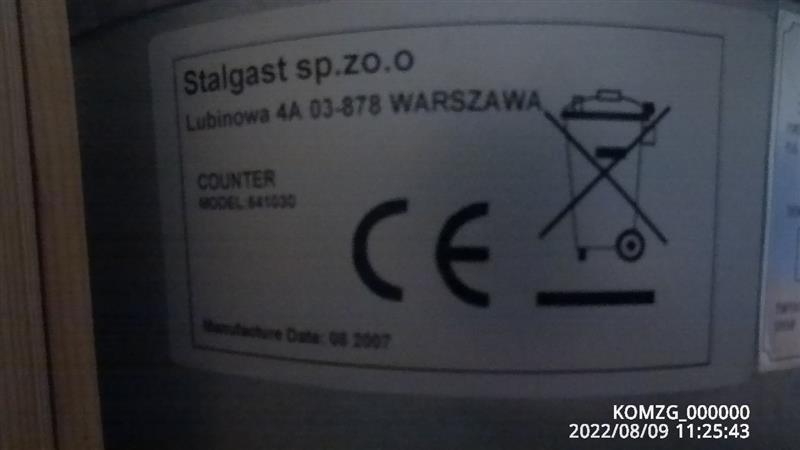 Stalgast sp.zo.o
Lubinowa 4A 03-878 WARSZAWA
COUNTER
MODEL:841030
CE
Manufacture Date: 08 2007
KOMZG_000000
2022/08/09 11:25:43